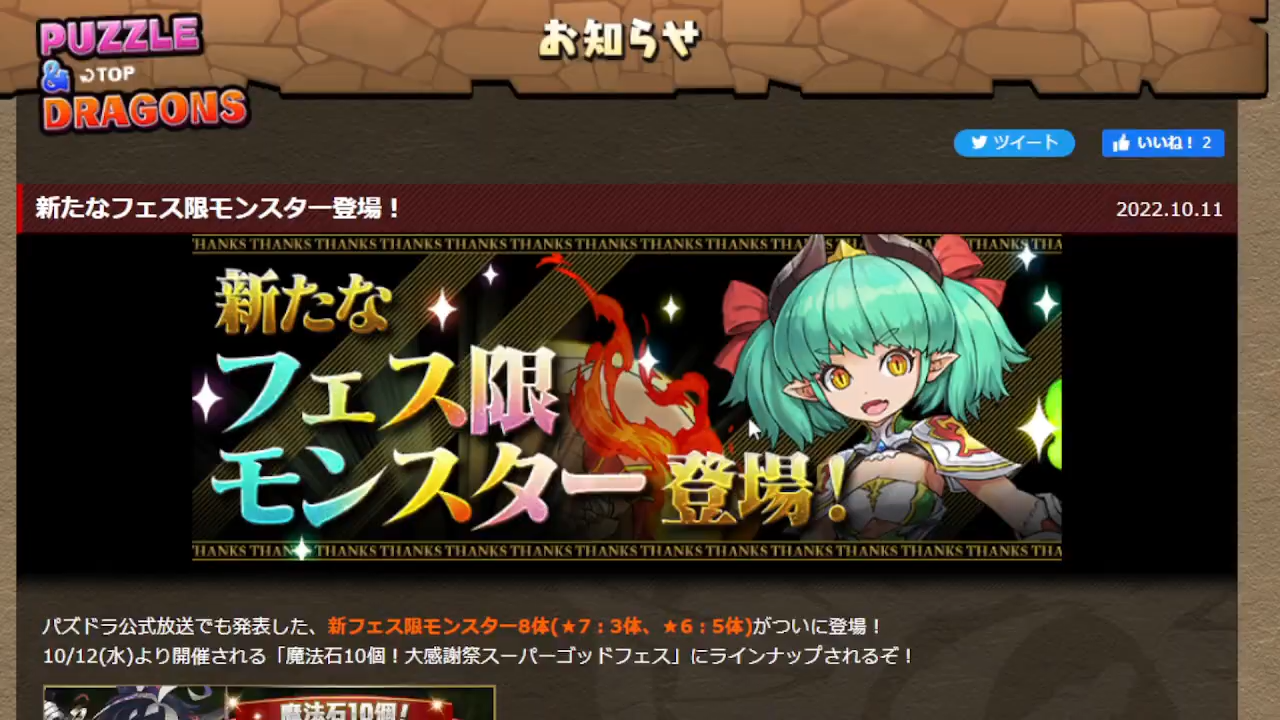 PUZZLE
& TOP
DRAGONS
お知らせ
ツイート
いいね！ 2
新たなフェス限モンスター登場！
2022.10.11
THANKS THANKS THANKS THANKS THANKS THANKS THANKS THANKS THANKS THANKS THANKS THANKS THANKS THANKS THA
新たな
フェス限
モンスター登場！
THANKS THANKS THANKS THANKS THANKS THANKS THANKS THANKS THANKS THANKS THANKS THANKS THANKS THANKS THA
パズドラ公式放送でも発表した、新フェス限モンスター8体(★7：3体、★6：5体)がついに登場！
10/12(水)より開催される「魔法石10個！大感謝祭スーパーゴッドフェス」にラインナップされるぞ！
魔法石10個！